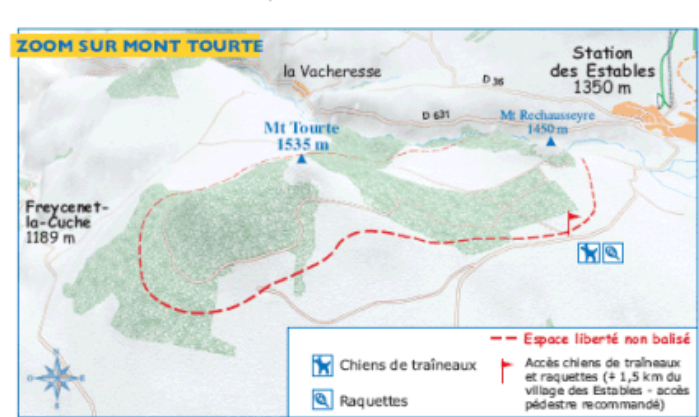 ZOOM SUR MONT TOURTE
Station
des Estables
1350 m
la Vacheresse
D 36
D 631
Mt Rechausseyre
1450 m
Mt Tourte
1535 m
Freycenet-
la-Cuche
1189 m
Espace liberté non balisé
Chiens de traîneaux
Raquettes
Accès chiens de traîneaux
et raquettes (+ 1,5 km du
village des Estables - accès
pédestre recommandé)
N
O
E
S